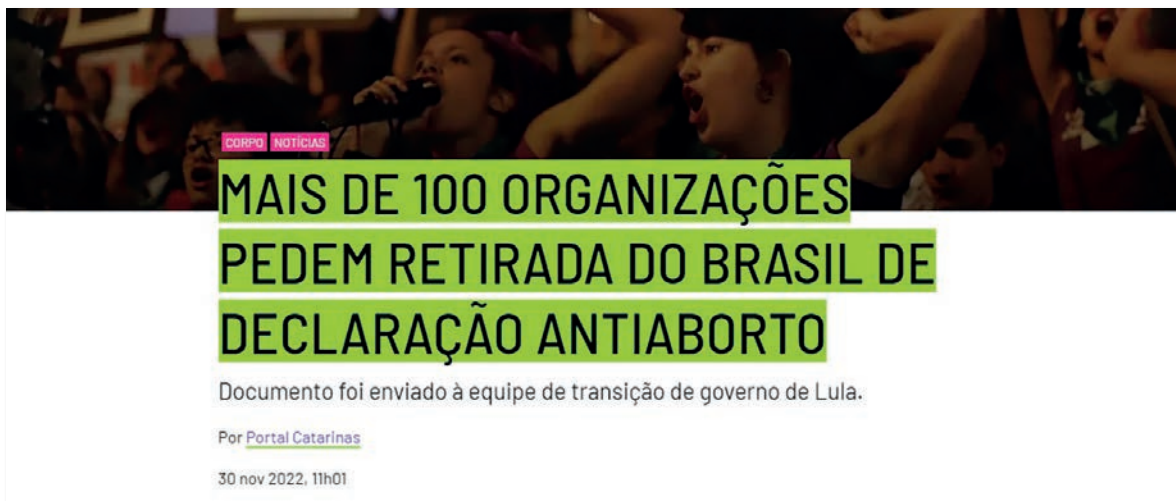 CORPO NOTÍCIAS
MAIS DE 100 ORGANIZAÇÕES
PEDEM RETIRADA DO BRASIL DE
DECLARAÇÃO ANTIABORTO
Documento foi enviado à equipe de transição de governo de Lula.
Por Portal Catarinas
30 nov 2022, 11h01